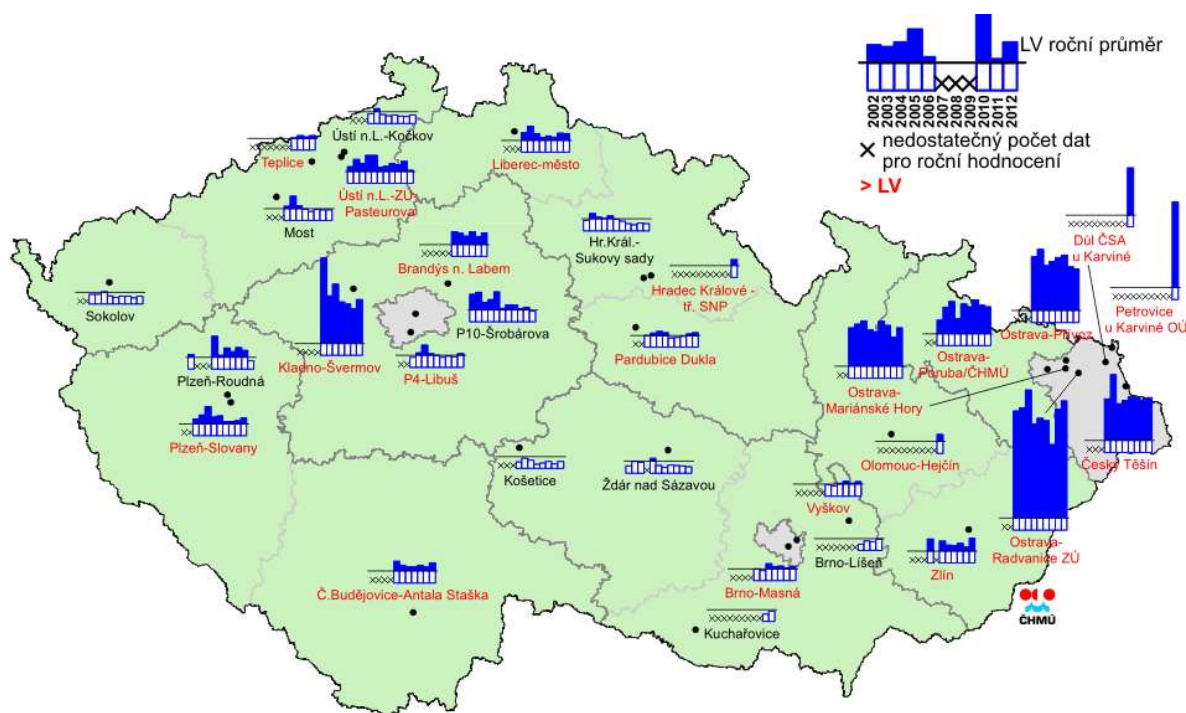 LV roční průměr
2002
2003
2004
2005
2006
2007
2008
2009
2010
2011
2012
nedostatečný počet dat
pro roční hodnocení
> LV
Ústí n.L.-Kočkov
Teplice
Liberec-město
Ústí n.L.-ZÚ-
Pasteurova
Most
Hr.Král.-
Sukovy sady
Důl ČSA
u Karviné
Brandýs n. Labem
Hradec Králové -
tř. SNP
Sokolov
Petrovice
u Karviné OÚ
P10-Šrobárova
Ostrava-Přívoz
Kladno-Švermov
Plzeň-Roudná
P4-Libuš
Pardubice Dukla
Ostrava-
Poruba/ČHMÚ
Ostrava-
Mariánské Hory
Plzeň-Slovany
Olomouc-Hejčín
Český Těšín
Košetice
Ždár nad Sázavou
Vyškov
Ostrava-
Radvanice ZÚ
Brno-Líšeň
Zlín
Č.Budějovice-Antala Staška
Brno-Masná
ČHMÚ
Kuchařovice